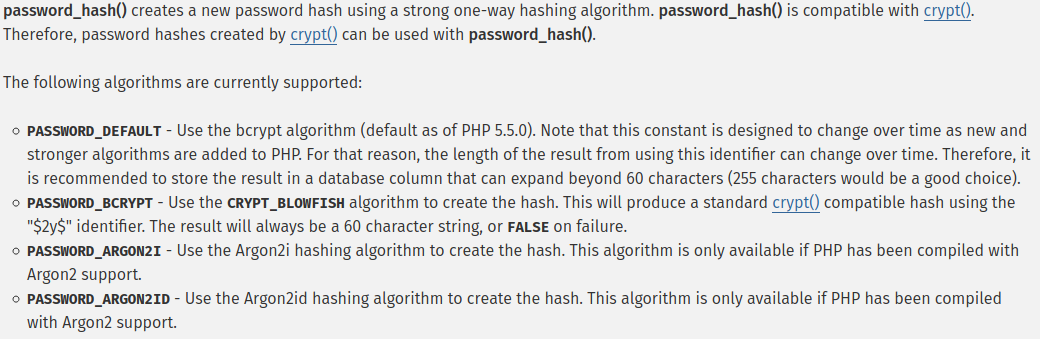 password_hash() creates a new password hash using a strong one-way hashing algorithm. password_hash() is compatible with crypt().
Therefore, password hashes created by crypt() can be used with password_hash().
The following algorithms are currently supported:
◦ PASSWORD_DEFAULT - Use the bcrypt algorithm (default as of PHP 5.5.0). Note that this constant is designed to change over time as new and
stronger algorithms are added to PHP. For that reason, the length of the result from using this identifier can change over time. Therefore, it
is recommended to store the result in a database column that can expand beyond 60 characters (255 characters would be a good choice).
◦ PASSWORD_BCRYPT - Use the CRYPT_BLOWFISH algorithm to create the hash. This will produce a standard crypt() compatible hash using the
"$2y$" identifier. The result will always be a 60 character string, or FALSE on failure.
◦ PASSWORD_ARGON2I - Use the Argon2i hashing algorithm to create the hash. This algorithm is only available if PHP has been compiled with
Argon2 support.
◦ PASSWORD_ARGON2ID - Use the Argon2id hashing algorithm to create the hash. This algorithm is only available if PHP has been compiled
with Argon2 support.